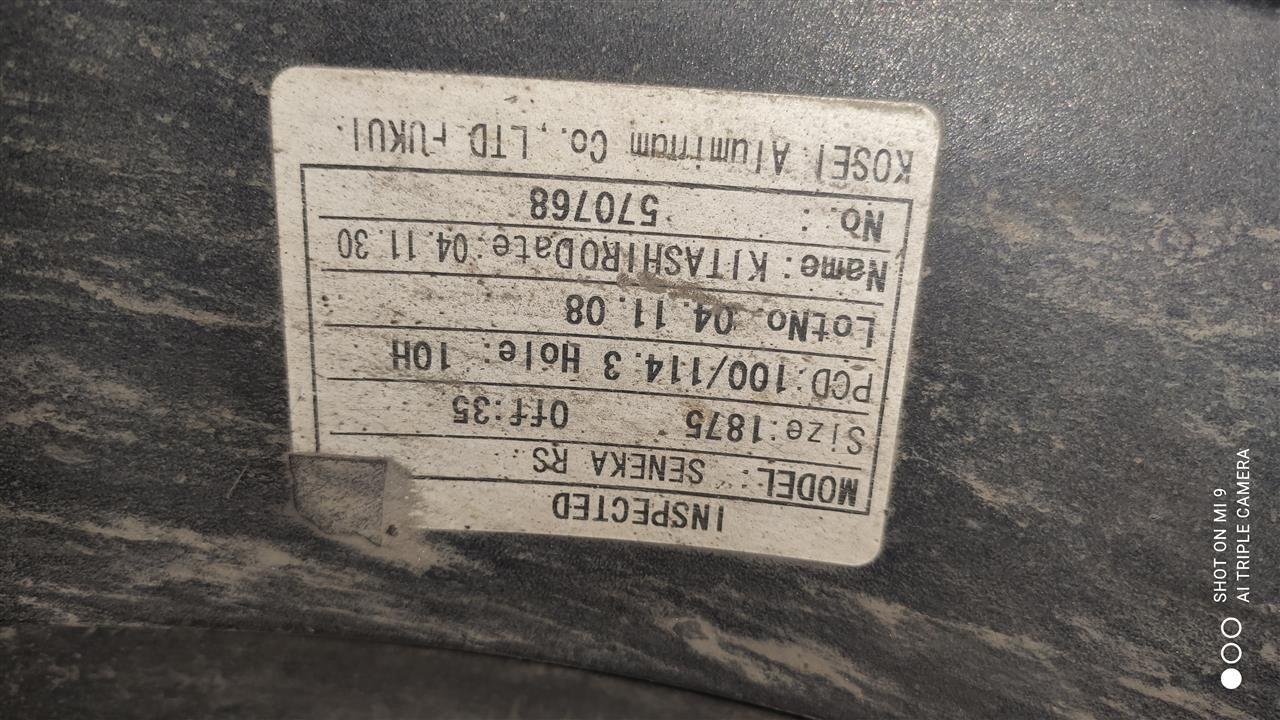 INSPECTED
MODEL: SENEKA RS
Size:1875 Off:35
PCD:100/114.3 Hole: 10H
LotNo. 04.11.08
Name:KITASHIRODate:04.11.30
NO. : 570768
KOSEI Aluminum Co.,LTD FUKUI
SHOT ON MI 9
AI TRIPLE CAMERA